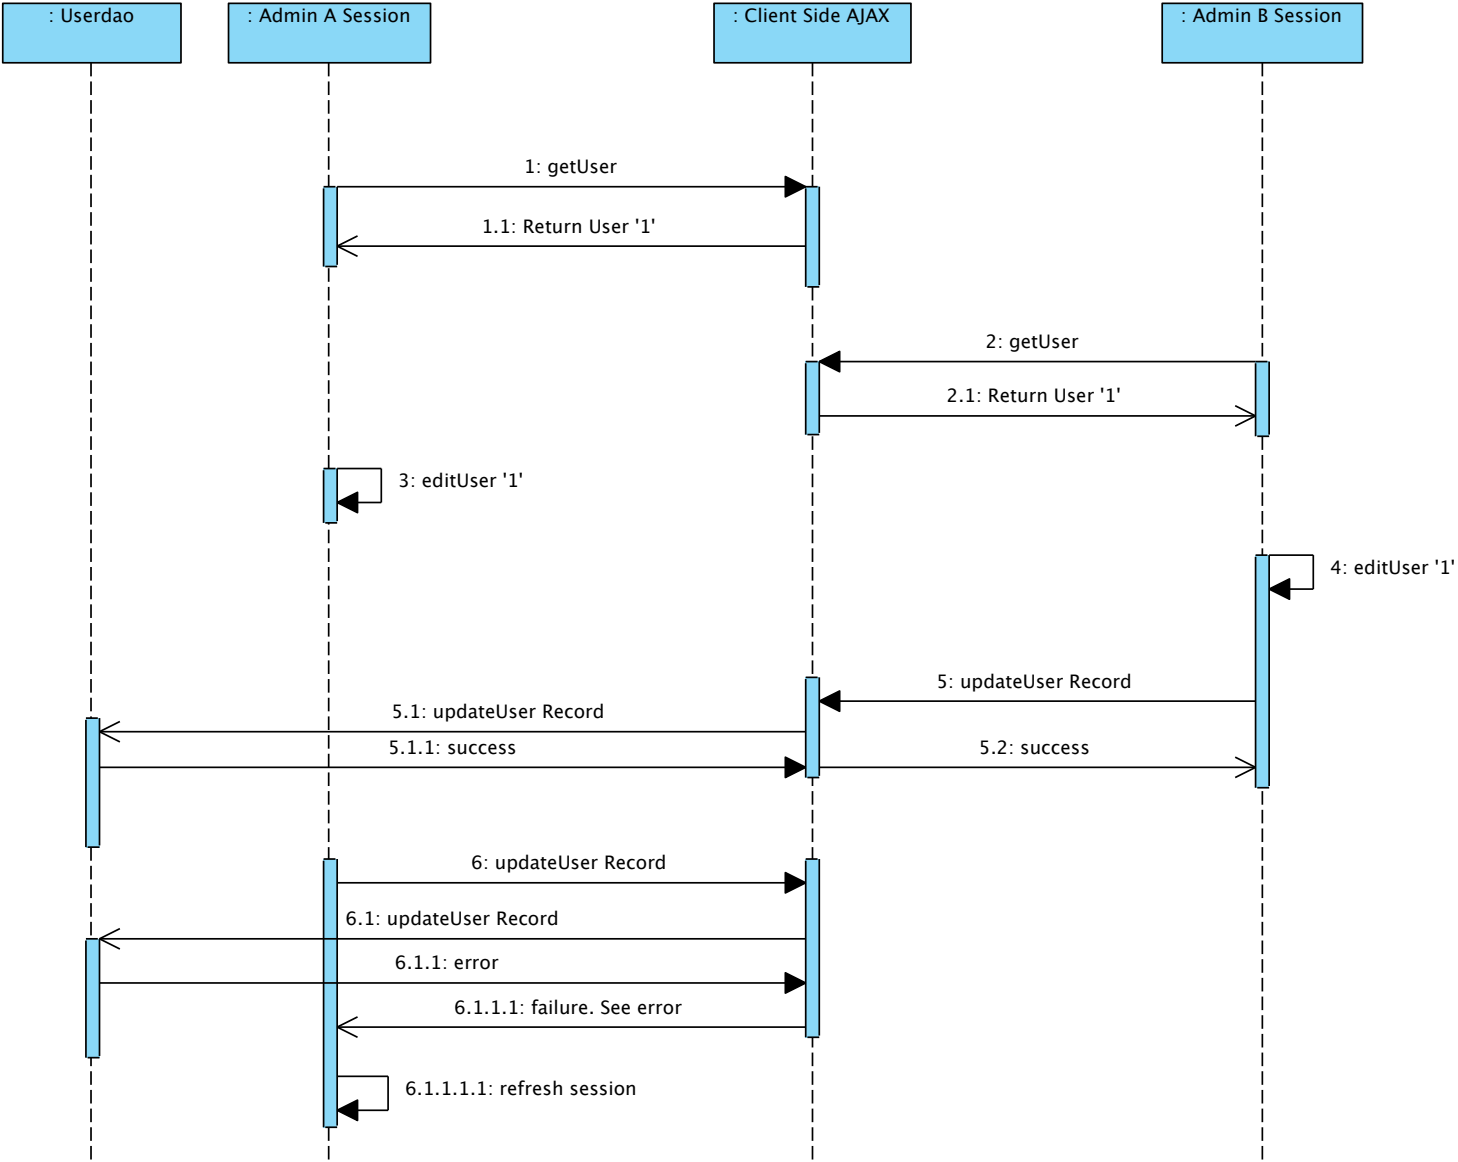 : Userdao
: Admin A Session
: Client Side AJAX
: Admin B Session
1: getUser
1.1: Return User '1'
2: getUser
2.1: Return User '1'
3: editUser '1'
4: editUser '1'
5: updateUser Record
5.1: updateUser Record
5.1.1: success
5.2: success
6: updateUser Record
6.1: updateUser Record
6.1.1: error
6.1.1.1: failure. See error
6.1.1.1.1: refresh session